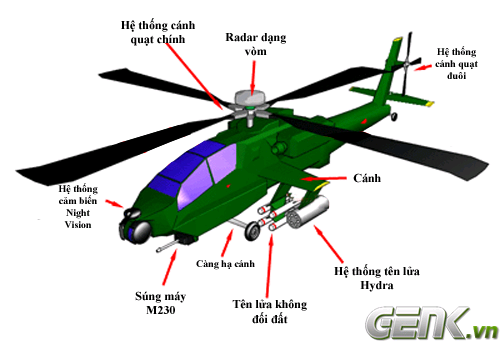 Hệ thống cánh
quạt chính
Radar dạng
vòm
Hệ thống
cánh quạt
đuôi
Cánh
Hệ thống
cảm biến
Night
Vision
Càng hạ cánh
Súng máy
M230
Tên lửa không
đối đất
Hệ thống tên lửa
Hydra
GENK.vn